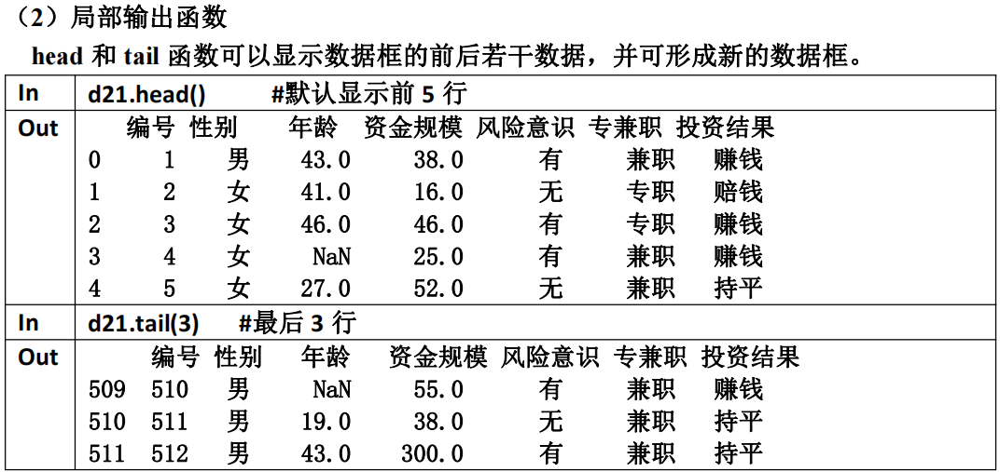 （2）局部输出函数
head 和 tail 函数可以显示数据框的前后若干数据，并可形成新的数据框。
In d21.head() #默认显示前 5 行
Out 编号 性别 年龄 资金规模 风险意识 专兼职 投资结果
0 1 男 43.0 38.0 有 兼职 赚钱
1 2 女 41.0 16.0 无 专职 赔钱
2 3 女 46.0 46.0 有 专职 赚钱
3 4 女 NaN 25.0 有 兼职 赚钱
4 5 女 27.0 52.0 无 兼职 持平
In d21.tail(3) #最后 3 行
Out 编号 性别 年龄 资金规模 风险意识 专兼职 投资结果
509 510 男 NaN 55.0 有 兼职 赚钱
510 511 男 19.0 38.0 无 兼职 持平
511 512 男 43.0 300.0 有 兼职 持平